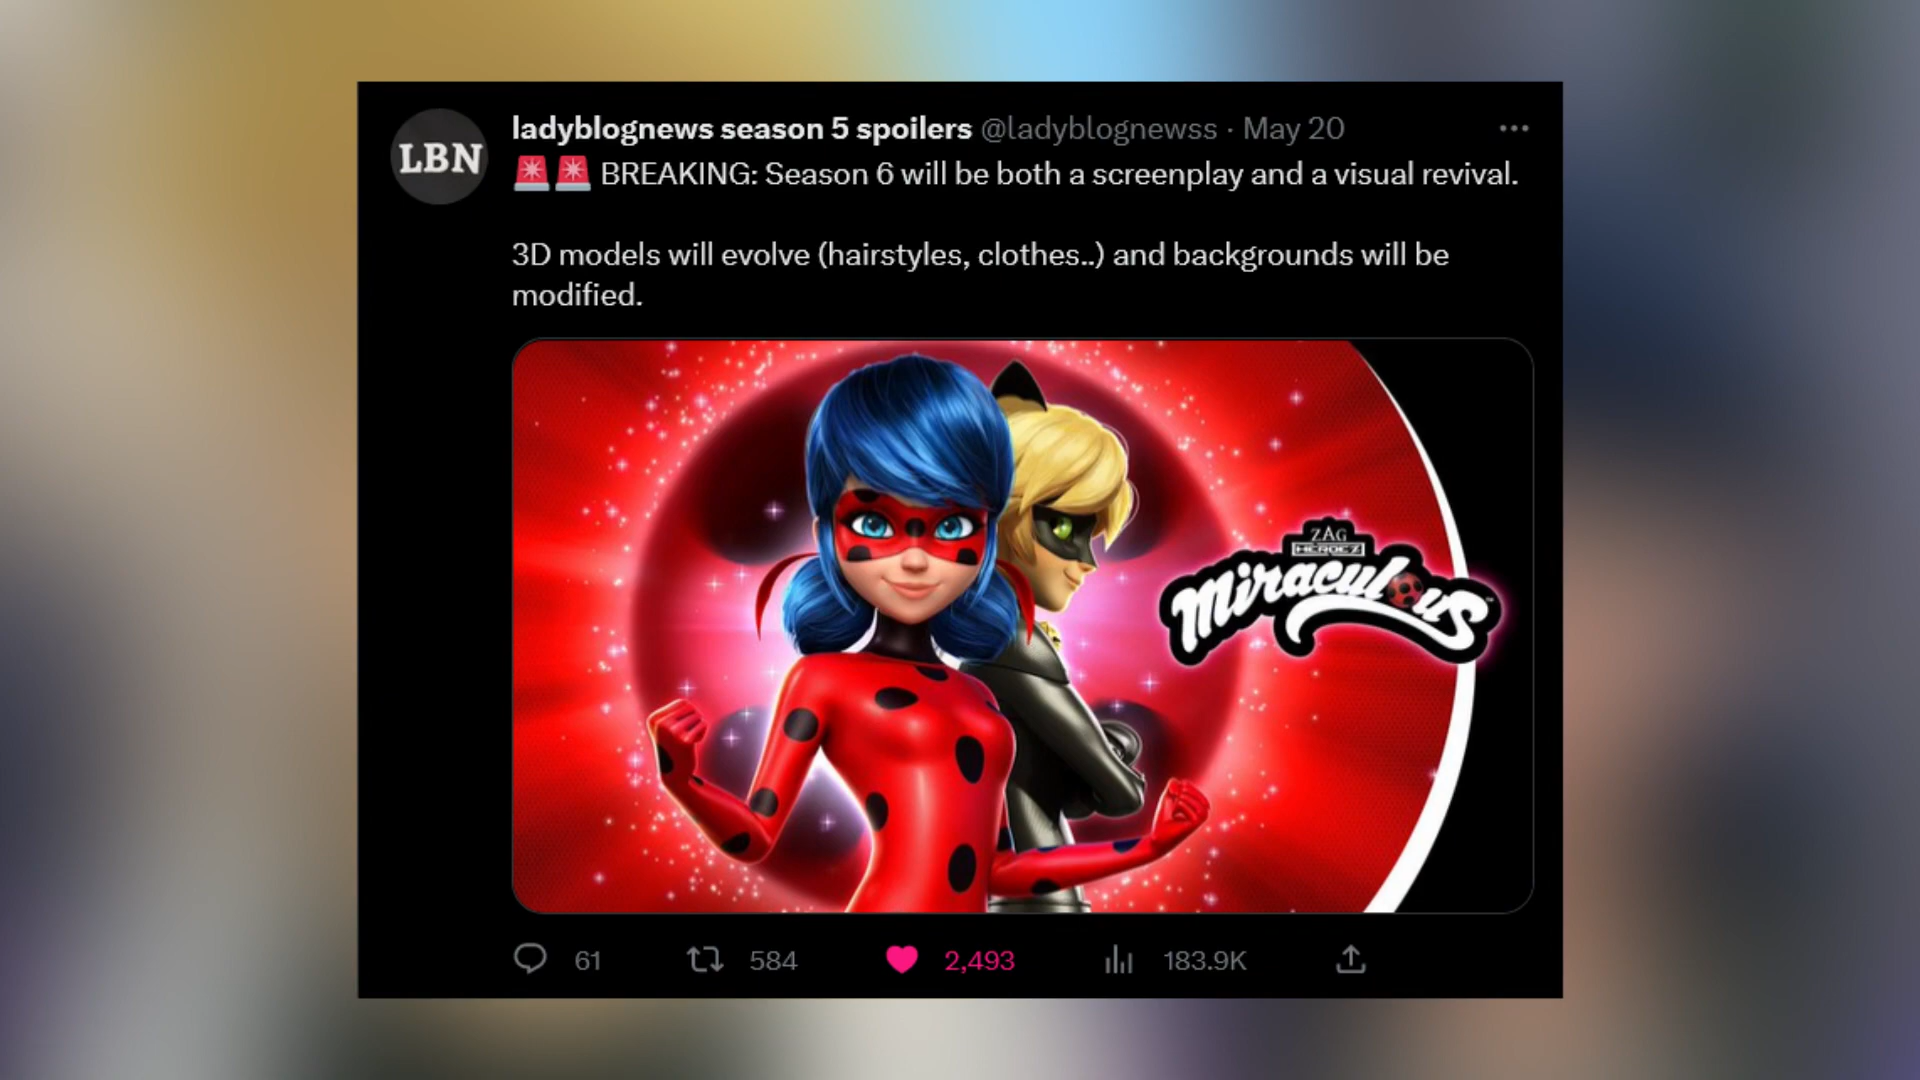 LBN
ladyblognews season 5 spoilers @ladyblognewss · May 20
🚨🚨 BREAKING: Season 6 will be both a screenplay and a visual revival.
3D models will evolve (hairstyles, clothes..) and backgrounds will be
modified.
ZAG
HEROEZ
Miraculous
61 584 2,493 183.9K